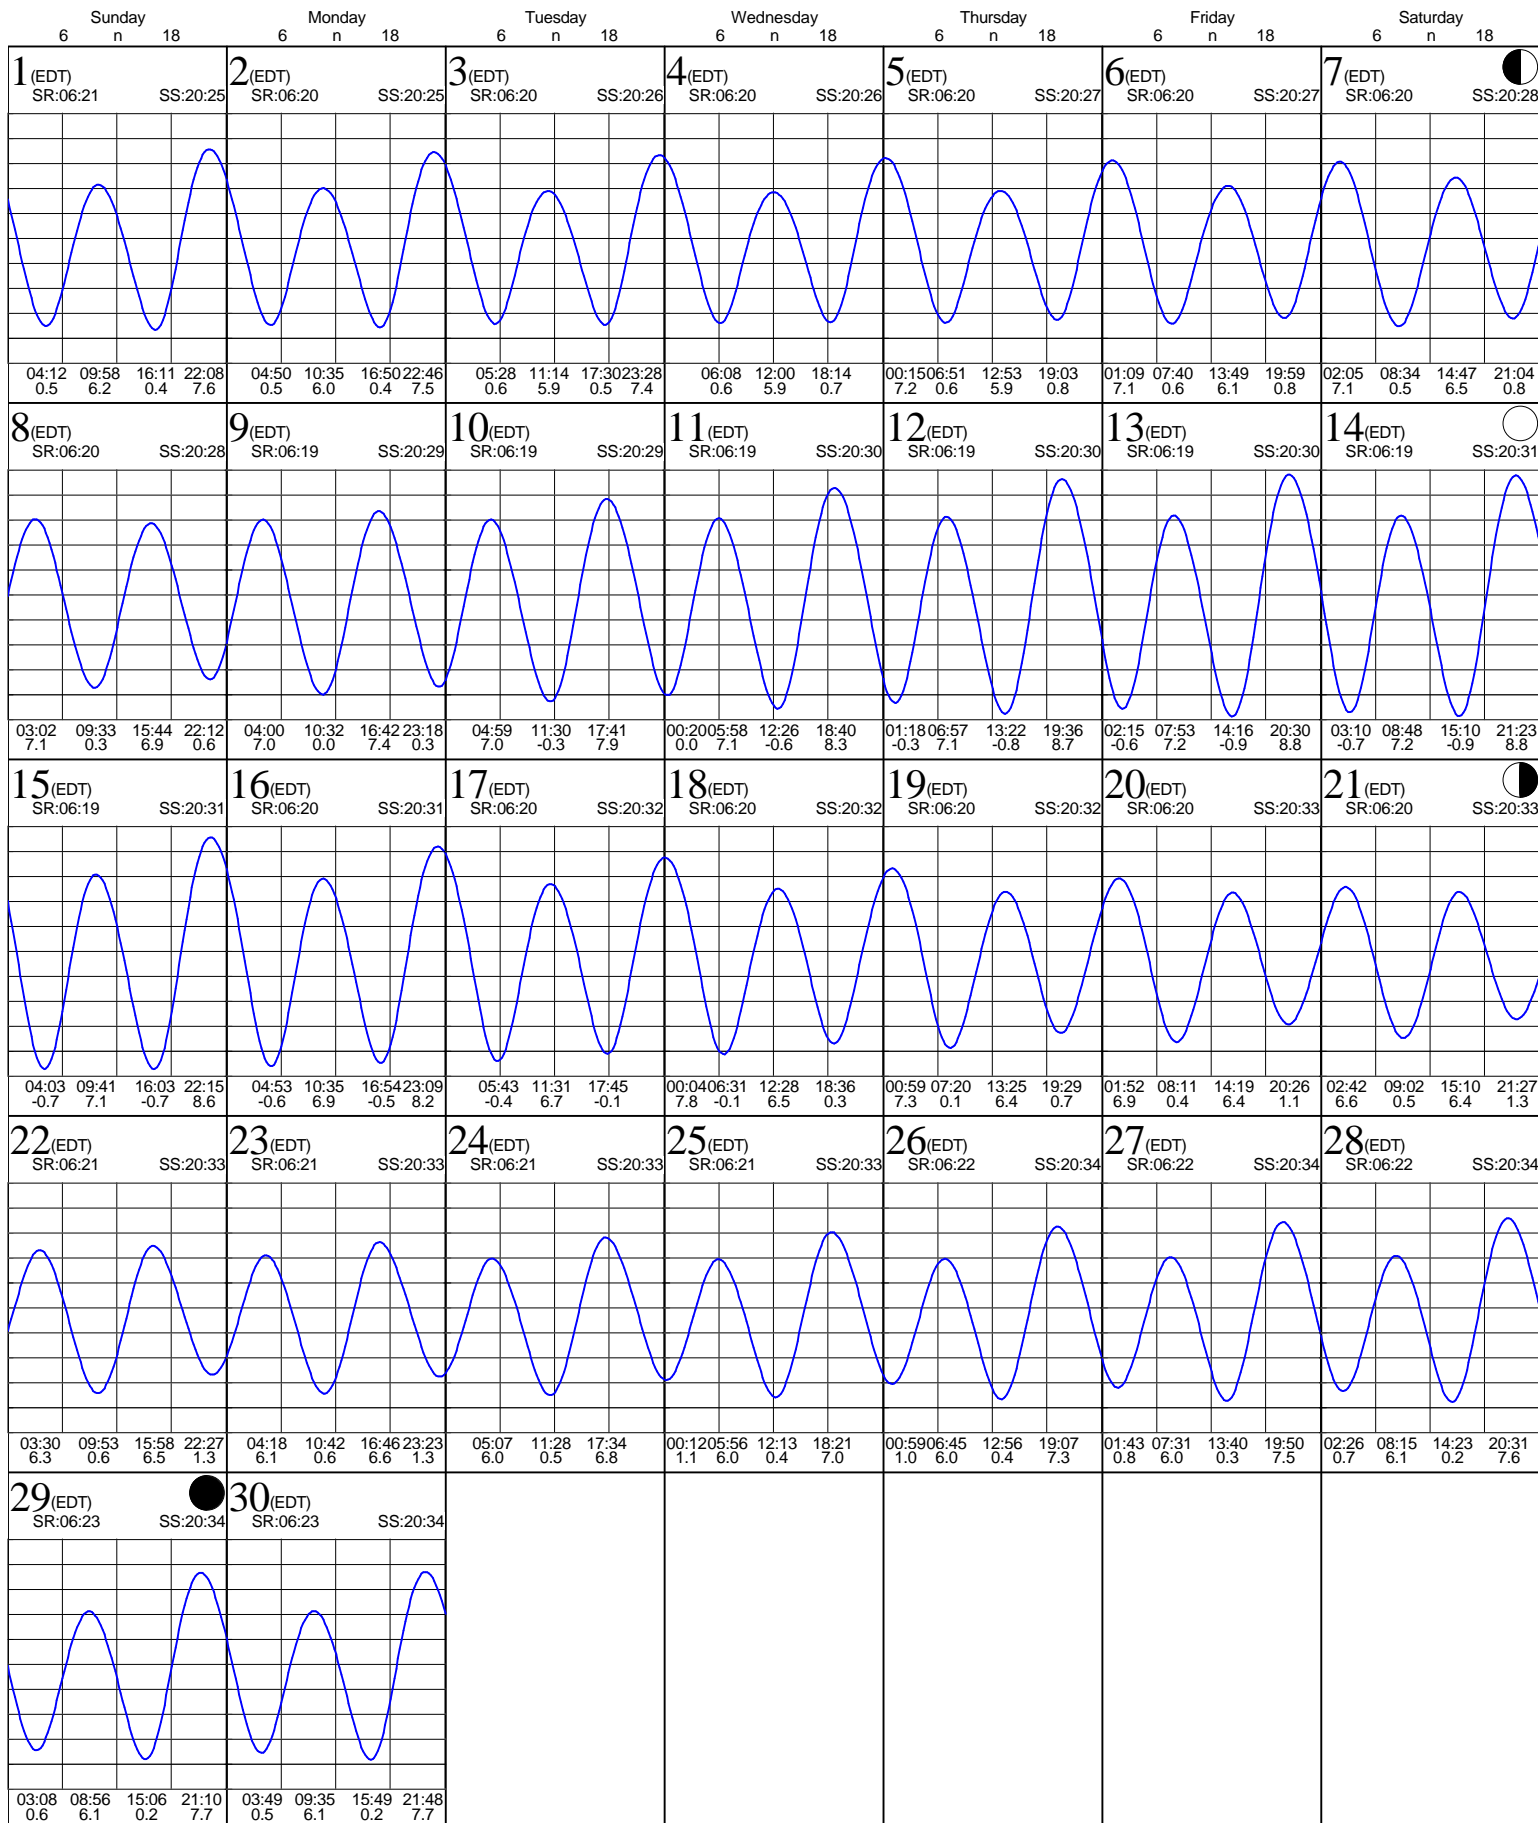 Sunday Monday Tuesday Wednesday Thursday Friday Saturday
6 n 18 6 n 18 6 n 18 6 n 18 6 n 18 6 n 18 6 n 18
1(EDT) 2(EDT) 3(EDT) 4(EDT) 5(EDT) 6(EDT) 7(EDT)
SR:06:21 SS:20:25 SR:06:20 SS:20:25 SR:06:20 SS:20:26 SR:06:20 SS:20:26 SR:06:20 SS:20:27 SR:06:20 SS:20:27 SR:06:20 SS:20:28
04:12 09:58 16:11 22:08 04:50 10:35 16:50 22:46 05:28 11:14 17:30 23:28 06:08 12:00 18:14 00:15 06:51 12:53 19:03 01:09 07:40 13:49 19:59 02:05 08:34 14:47 21:04
0.5 6.2 0.4 7.6 0.5 6.0 0.4 7.5 0.6 5.9 0.5 7.4 0.6 5.9 0.7 7.2 0.6 5.9 0.8 7.1 0.6 6.1 0.8 7.1 0.5 6.5 0.8
8(EDT) 9(EDT) 10(EDT) 11(EDT) 12(EDT) 13(EDT) 14(EDT)
SR:06:20 SS:20:28 SR:06:19 SS:20:29 SR:06:19 SS:20:29 SR:06:19 SS:20:30 SR:06:19 SS:20:30 SR:06:19 SS:20:30 SR:06:19 SS:20:31
03:02 09:33 15:44 22:12 04:00 10:32 16:42 23:18 04:59 11:30 17:41 00:20 05:58 12:26 18:40 01:18 06:57 13:22 19:36 02:15 07:53 14:16 20:30 03:10 08:48 15:10 21:23
7.1 0.3 6.9 0.6 7.0 0.0 7.4 0.3 7.0 -0.3 7.9 0.0 7.1 -0.6 8.3 -0.3 7.1 -0.8 8.7 -0.6 7.2 -0.9 8.8 -0.7 7.2 -0.9 8.8
15(EDT) 16(EDT) 17(EDT) 18(EDT) 19(EDT) 20(EDT) 21(EDT)
SR:06:19 SS:20:31 SR:06:20 SS:20:31 SR:06:20 SS:20:32 SR:06:20 SS:20:32 SR:06:20 SS:20:32 SR:06:20 SS:20:33 SR:06:20 SS:20:33
04:03 09:41 16:03 22:15 04:53 10:35 16:54 23:09 05:43 11:31 17:45 00:04 06:31 12:28 18:36 00:59 07:20 13:25 19:29 01:52 08:11 14:19 20:26 02:42 09:02 15:10 21:27
-0.7 7.1 -0.7 8.6 -0.6 6.9 -0.5 8.2 -0.4 6.7 -0.1 7.8 -0.1 6.5 0.3 7.3 0.1 6.4 0.7 6.9 0.4 6.4 1.1 6.6 0.5 6.4 1.3
22(EDT) 23(EDT) 24(EDT) 25(EDT) 26(EDT) 27(EDT) 28(EDT)
SR:06:21 SS:20:33 SR:06:21 SS:20:33 SR:06:21 SS:20:33 SR:06:21 SS:20:33 SR:06:22 SS:20:34 SR:06:22 SS:20:34 SR:06:22 SS:20:34
03:30 09:53 15:58 22:27 04:18 10:42 16:46 23:23 05:07 11:28 17:34 00:12 05:56 12:13 18:21 00:59 06:45 12:56 19:07 01:43 07:31 13:40 19:50 02:26 08:15 14:23 20:31
6.3 0.6 6.5 1.3 6.1 0.6 6.6 1.3 6.0 0.5 6.8 1.1 6.0 0.4 7.0 1.0 6.0 0.4 7.3 0.8 6.0 0.3 7.5 0.7 6.1 0.2 7.6
29(EDT) 30(EDT)
SR:06:23 SS:20:34 SR:06:23 SS:20:34
03:08 08:56 15:06 21:10 03:49 09:35 15:49 21:48
0.6 6.1 0.2 7.7 0.5 6.1 0.2 7.7